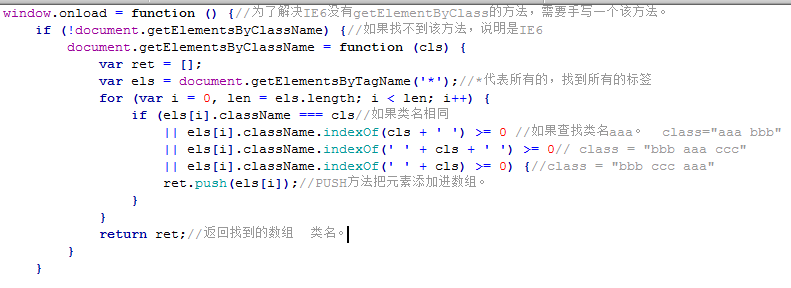 window.onload = function () {//为了解决IE6没有getElementByClass的方法，需要手写一个该方法。
    if (!document.getElementsByClassName) {//如果找不到该方法，说明是IE6
        document.getElementsByClassName = function (cls) {
            var ret = [];
            var els = document.getElementsByTagName('*');//*代表所有的，找到所有的标签
            for (var i = 0, len = els.length; i < len; i++) {
                if (els[i].className === cls//如果类名相同
                    || els[i].className.indexOf(cls + ' ') >= 0 //如果查找类名aaa。  class="aaa bbb"
                    || els[i].className.indexOf(' ' + cls + ' ') >= 0// class = "bbb aaa ccc"
                    || els[i].className.indexOf(' ' + cls) >= 0) {//class = "bbb ccc aaa"
                    ret.push(els[i]);//PUSH方法把元素添加进数组。
                }
            }
            return ret;//返回找到的数组  类名。
        }
    }